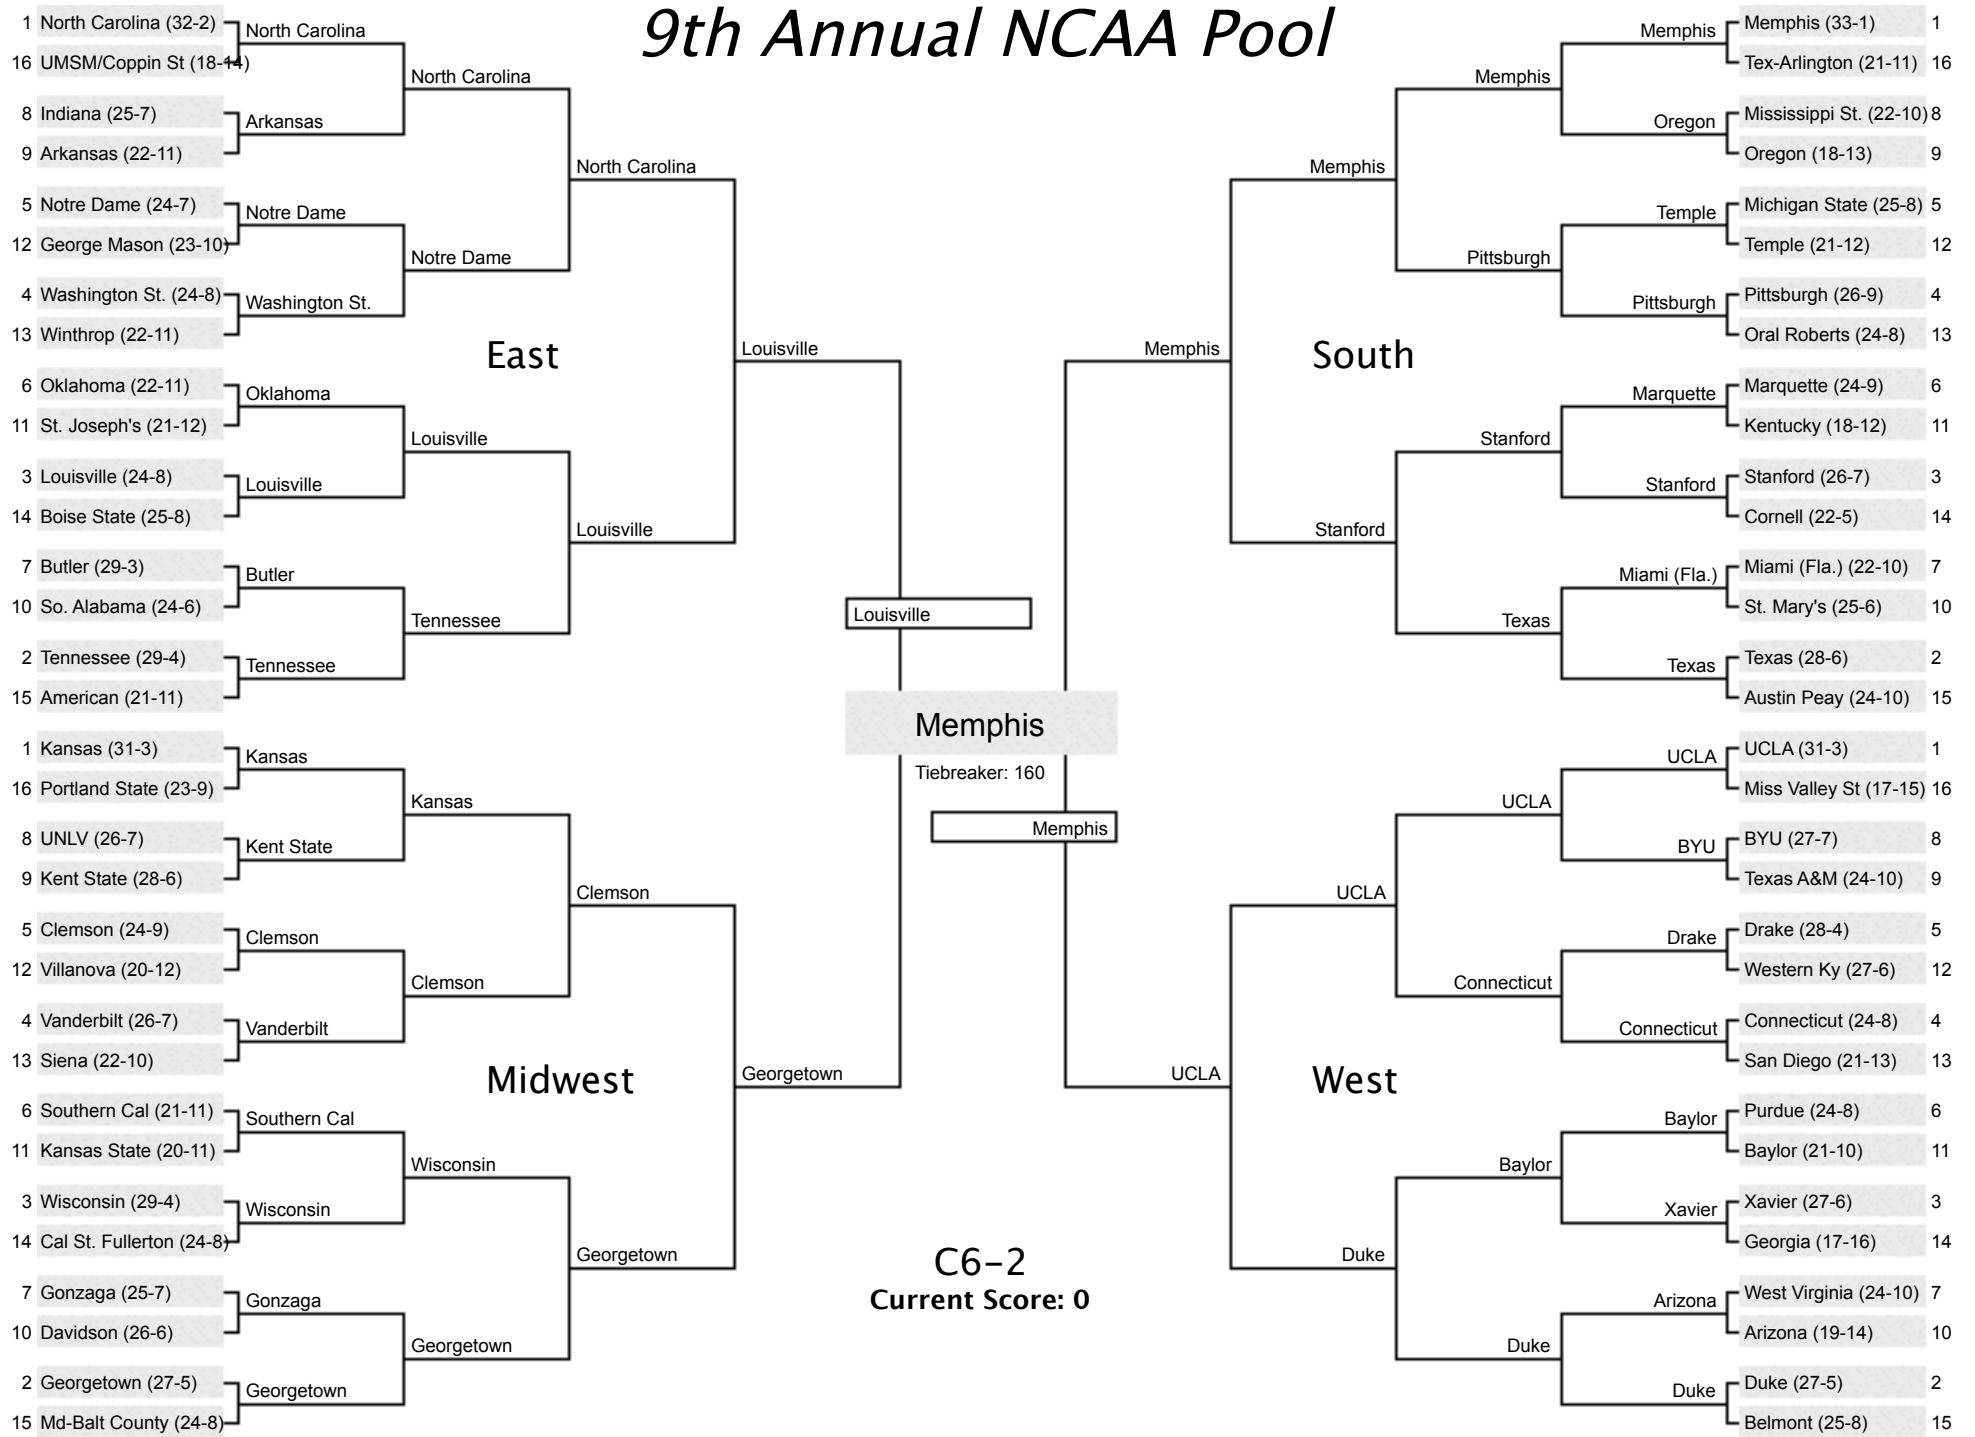 9th Annual NCAA Pool
1 North Carolina (32-2)
16 UMSM/Coppin St (18-14)
8 Indiana (25-7)
9 Arkansas (22-11)
5 Notre Dame (24-7)
12 George Mason (23-10)
4 Washington St. (24-8)
13 Winthrop (22-11)
6 Oklahoma (22-11)
11 St. Joseph's (21-12)
3 Louisville (24-8)
14 Boise State (25-8)
7 Butler (29-3)
10 So. Alabama (24-6)
2 Tennessee (29-4)
15 American (21-11)
North Carolina
Arkansas
Notre Dame
Washington St.
Oklahoma
Louisville
Butler
Tennessee
North Carolina
Notre Dame
Louisville
Tennessee
North Carolina
Louisville
East
Louisville
1 Kansas (31-3)
16 Portland State (23-9)
8 UNLV (26-7)
9 Kent State (28-6)
5 Clemson (24-9)
12 Villanova (20-12)
4 Vanderbilt (26-7)
13 Siena (22-10)
6 Southern Cal (21-11)
11 Kansas State (20-11)
3 Wisconsin (29-4)
14 Cal St. Fullerton (24-8)
7 Gonzaga (25-7)
10 Davidson (26-6)
2 Georgetown (27-5)
15 Md-Balt County (24-8)
Kansas
Kent State
Clemson
Vanderbilt
Southern Cal
Wisconsin
Gonzaga
Georgetown
Kansas
Clemson
Wisconsin
Georgetown
Clemson
Georgetown
Midwest
Georgetown
Louisville
Memphis
Tiebreaker: 160
Memphis
C6-2
Current Score: 0
Memphis (33-1) 1
Tex-Arlington (21-11) 16
Mississippi St. (22-10) 8
Oregon (18-13) 9
Michigan State (25-8) 5
Temple (21-12) 12
Pittsburgh (26-9) 4
Oral Roberts (24-8) 13
Marquette (24-9) 6
Kentucky (18-12) 11
Stanford (26-7) 3
Cornell (22-5) 14
Miami (Fla.) (22-10) 7
St. Mary's (25-6) 10
Texas (28-6) 2
Austin Peay (24-10) 15
Memphis
Oregon
Temple
Pittsburgh
Marquette
Stanford
Miami (Fla.)
Texas
Memphis
Pittsburgh
Stanford
Texas
Memphis
Stanford
South
Memphis
UCLA (31-3) 1
Miss Valley St (17-15) 16
BYU (27-7) 8
Texas A&M (24-10) 9
Drake (28-4) 5
Western Ky (27-6) 12
Connecticut (24-8) 4
San Diego (21-13) 13
Purdue (24-8) 6
Baylor (21-10) 11
Xavier (27-6) 3
Georgia (17-16) 14
West Virginia (24-10) 7
Arizona (19-14) 10
Duke (27-5) 2
Belmont (25-8) 15
UCLA
BYU
Drake
Connecticut
Baylor
Xavier
Arizona
Duke
UCLA
Connecticut
Baylor
Duke
UCLA
Duke
West
UCLA